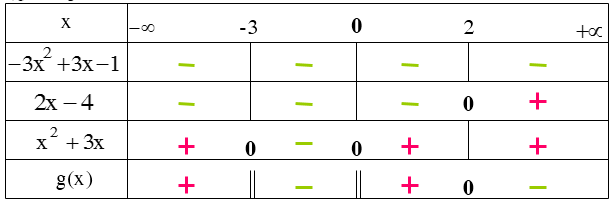 x −∞ -3 0 2 +∞
−3x² +3x−1 − − − −
2x − 4 − − − 0 +
x² + 3x + 0 − 0 + +
g(x) + || − || + 0 −